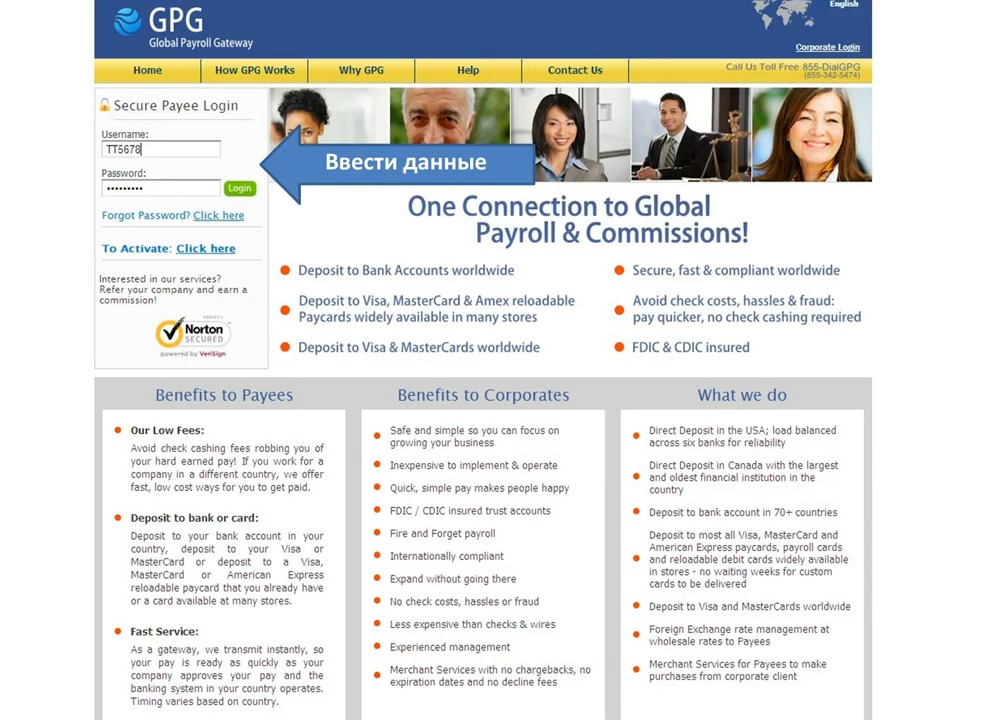 GPG
Global Payroll Gateway
English
Corporate Login
Home
How GPG Works
Why GPG
Help
Contact Us
Call Us Toll Free 855-DialGPG
(855-342-5474)
Secure Payee Login
Username:
TT5678
Password:
•••••••••
Login
Forgot Password? Click here
To Activate: Click here
Interested in our services?
Refer your company and earn a
commission!
Norton
SECURED
powered by VeriSign
Ввести данные
One Connection to Global
Payroll & Commissions!
Deposit to Bank Accounts worldwide
Deposit to Visa, MasterCard & Amex reloadable
Paycards widely available in many stores
Deposit to Visa & MasterCards worldwide
Secure, fast & compliant worldwide
Avoid check costs, hassles & fraud:
pay quicker, no check cashing required
FDIC & CDIC insured
Benefits to Payees
Our Low Fees:
Avoid check cashing fees robbing you of
your hard earned pay! If you work for a
company in a different country, we offer
fast, low cost ways for you to get paid.
Deposit to bank or card:
Deposit to your bank account in your
country, deposit to your Visa or
MasterCard or deposit to a Visa,
MasterCard or American Express
reloadable paycard that you already have
or a card available at many stores.
Fast Service:
As a gateway, we transmit instantly, so
your pay is ready as quickly as your
company approves your pay and the
banking system in your country operates.
Timing varies based on country.
Benefits to Corporates
Safe and simple so you can focus on
growing your business
Inexpensive to implement & operate
Quick, simple pay makes people happy
FDIC / CDIC insured trust accounts
Fire and Forget payroll
Internationally compliant
Expand without going there
No check costs, hassles or fraud
Less expensive than checks & wires
Experienced management
Merchant Services with no chargebacks, no
expiration dates and no decline fees
What we do
Direct Deposit in the USA; load balanced
across six banks for reliability
Direct Deposit in Canada with the largest
and oldest financial institution in the
country
Deposit to bank account in 70+ countries
Deposit to most all Visa, MasterCard and
American Express paycards, payroll cards
and reloadable debit cards widely available
in stores - no waiting weeks for custom
cards to be delivered
Deposit to Visa and MasterCards worldwide
Foreign Exchange rate management at
wholesale rates to Payees
Merchant Services for Payees to make
purchases from corporate client